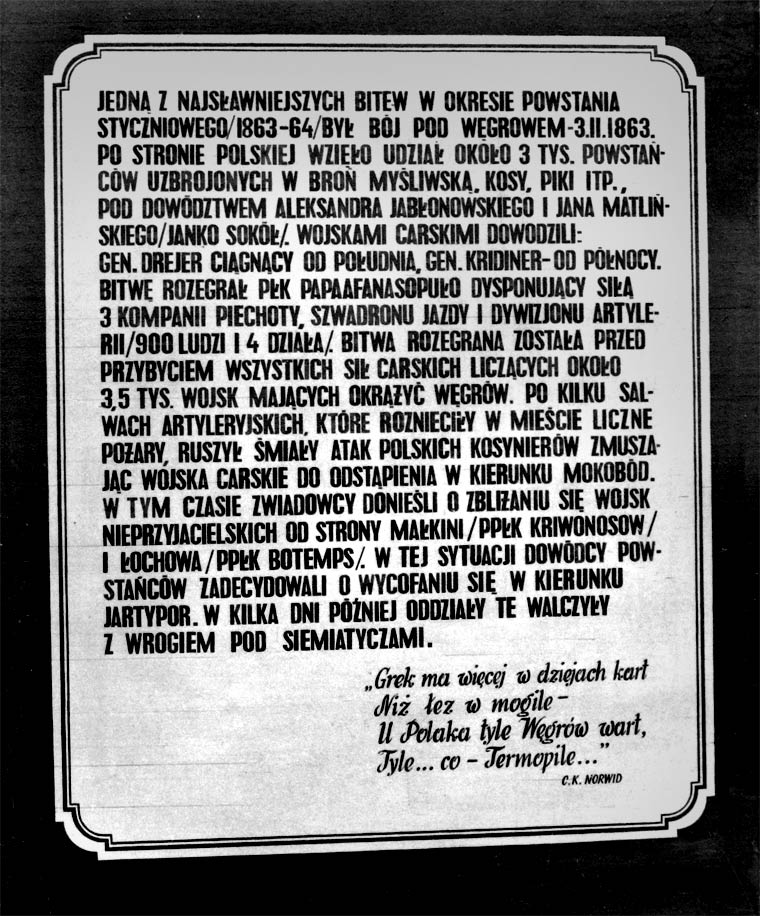 JEDNĄ Z NAJSŁAWNIEJSZYCH BITEW W OKRESIE POWSTANIA
STYCZNIOWEGO/1863-64/BYŁ BÓJ POD WĘGROWEM-3.II.1863.
PO STRONIE POLSKIEJ WZIĘŁO UDZIAŁ OKOŁO 3 TYS. POWSTAŃ-
CÓW UZBROJONYCH W BROŃ MYŚLIWSKĄ, KOSY, PIKI ITP.,
POD DOWÓDZTWEM ALEKSANDRA JABŁONOWSKIEGO I JANA MATLIŃ-
SKIEGO/JANKO SOKÓŁ/. WOJSKAMI CARSKIMI DOWODZILI:
GEN. DREJER CIĄGNĄCY OD POŁUDNIA, GEN. KRIDINER-OD PÓŁNOCY.
BITWĘ ROZEGRAŁ PŁK PAPAAFANASOPUŁO DYSPONUJĄCY SIŁĄ
3 KOMPANII PIECHOTY, SZWADRONU JAZDY I DYWIZJONU ARTYLE-
RII/900 LUDZI I 4 DZIAŁA/. BITWA ROZEGRANA ZOSTAŁA PRZED
PRZYBYCIEM WSZYSTKICH SIŁ CARSKICH LICZĄCYCH OKOŁO
3,5 TYS. WOJSK MAJĄCYCH OKRĄŻYĆ WĘGRÓW. PO KILKU SAL-
WACH ARTYLERYJSKICH, KTÓRE ROZNIECIŁY W MIEŚCIE LICZNE
POŻARY, RUSZYŁ ŚMIAŁY ATAK POLSKICH KOSYNIERÓW ZMUSZA-
JĄC WOJSKA CARSKIE DO ODSTĄPIENIA W KIERUNKU MOKOBÓD.
W TYM CZASIE ZWIADOWCY DONIEŚLI O ZBLIŻANIU SIĘ WOJSK
NIEPRZYJACIELSKICH OD STRONY MAŁKINI/PPŁK KRIWONOSOW/
I ŁOCHOWA/PPŁK BOTEMPS/. W TEJ SYTUACJI DOWÓDCY POW-
STAŃCÓW ZADECYDOWALI O WYCOFANIU SIĘ W KIERUNKU
JARTYPOR. W KILKA DNI PÓŹNIEJ ODDZIAŁY TE WALCZYŁY
Z WROGIEM POD SIEMIATYCZAMI.
„Grek ma więcej w dziejach kart
Niż łez w mogile-
U Polaka tyle Węgrów wart,
Tyle... co - Termopile..."
C.K. NORWID